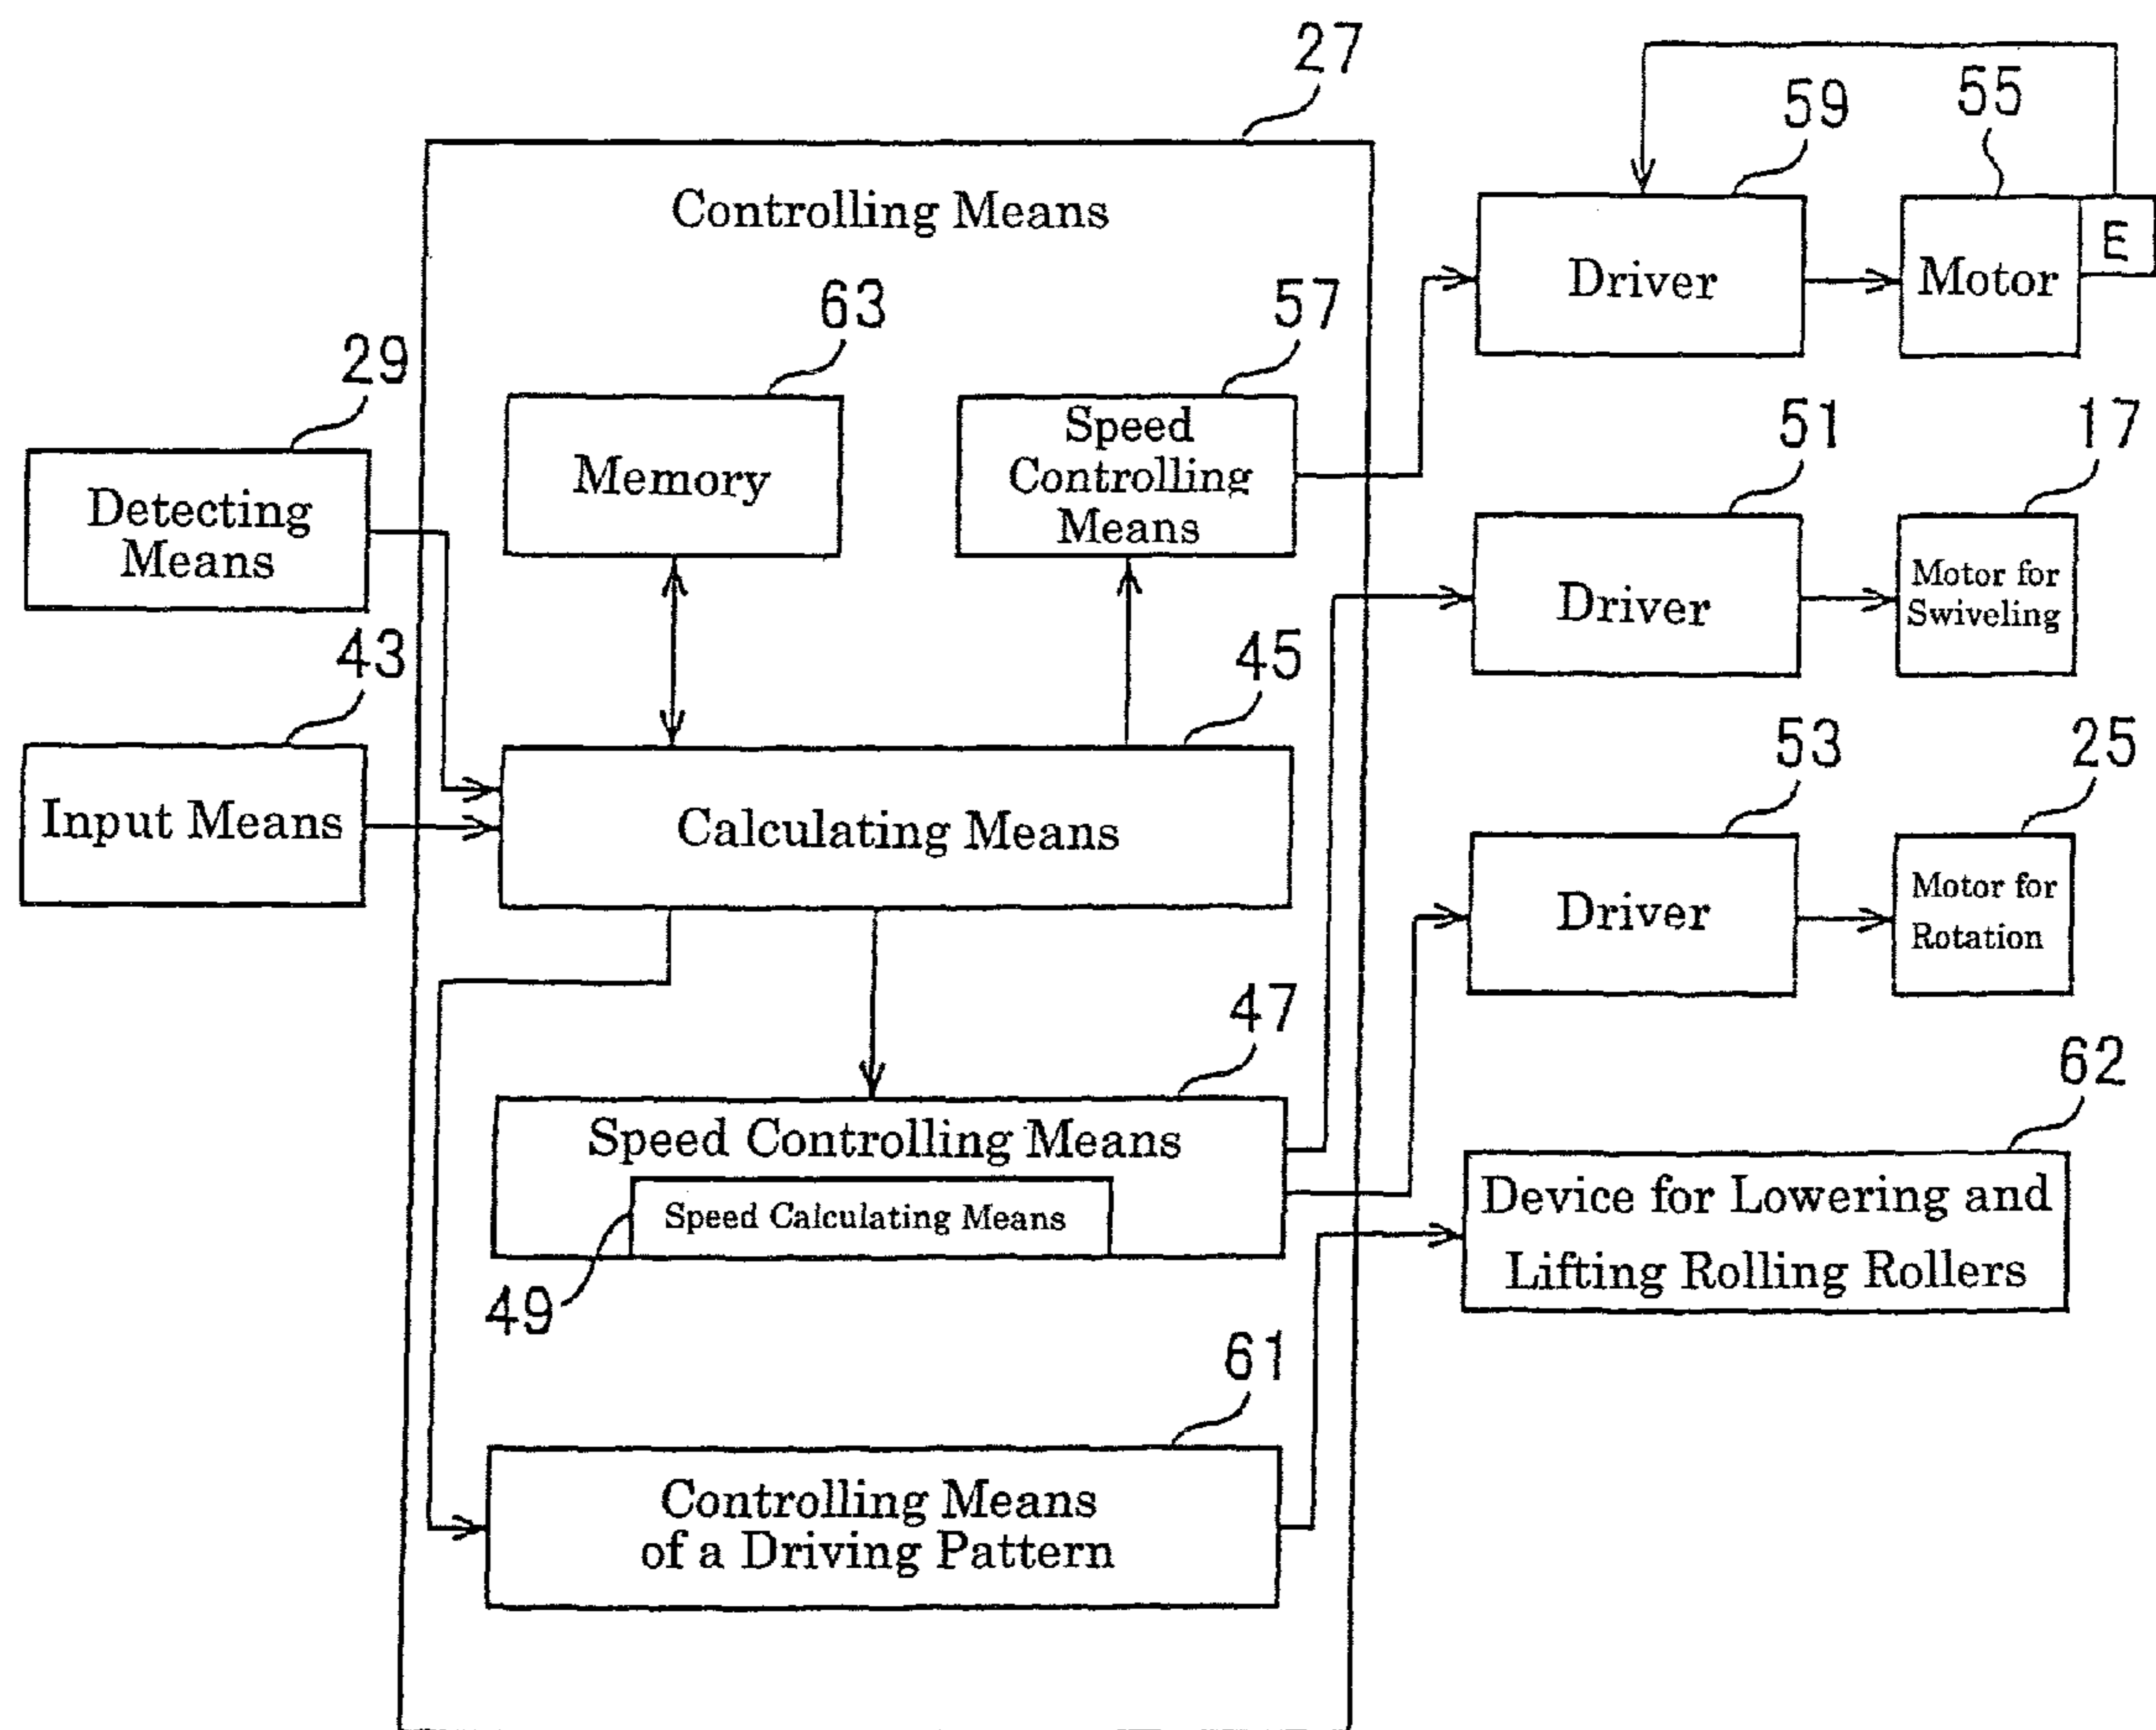 27
Controlling Means
59
55
Driver
Motor
E
63
57
29
Memory
Speed
Controlling
Means
51
17
Detecting
Means
Driver
Motor for
Swiveling
43
45
53
25
Input Means
Calculating Means
Driver
Motor for
Rotation
47
62
Speed Controlling Means
Speed Calculating Means
49
Device for Lowering and
Lifting Rolling Rollers
61
Controlling Means
of a Driving Pattern